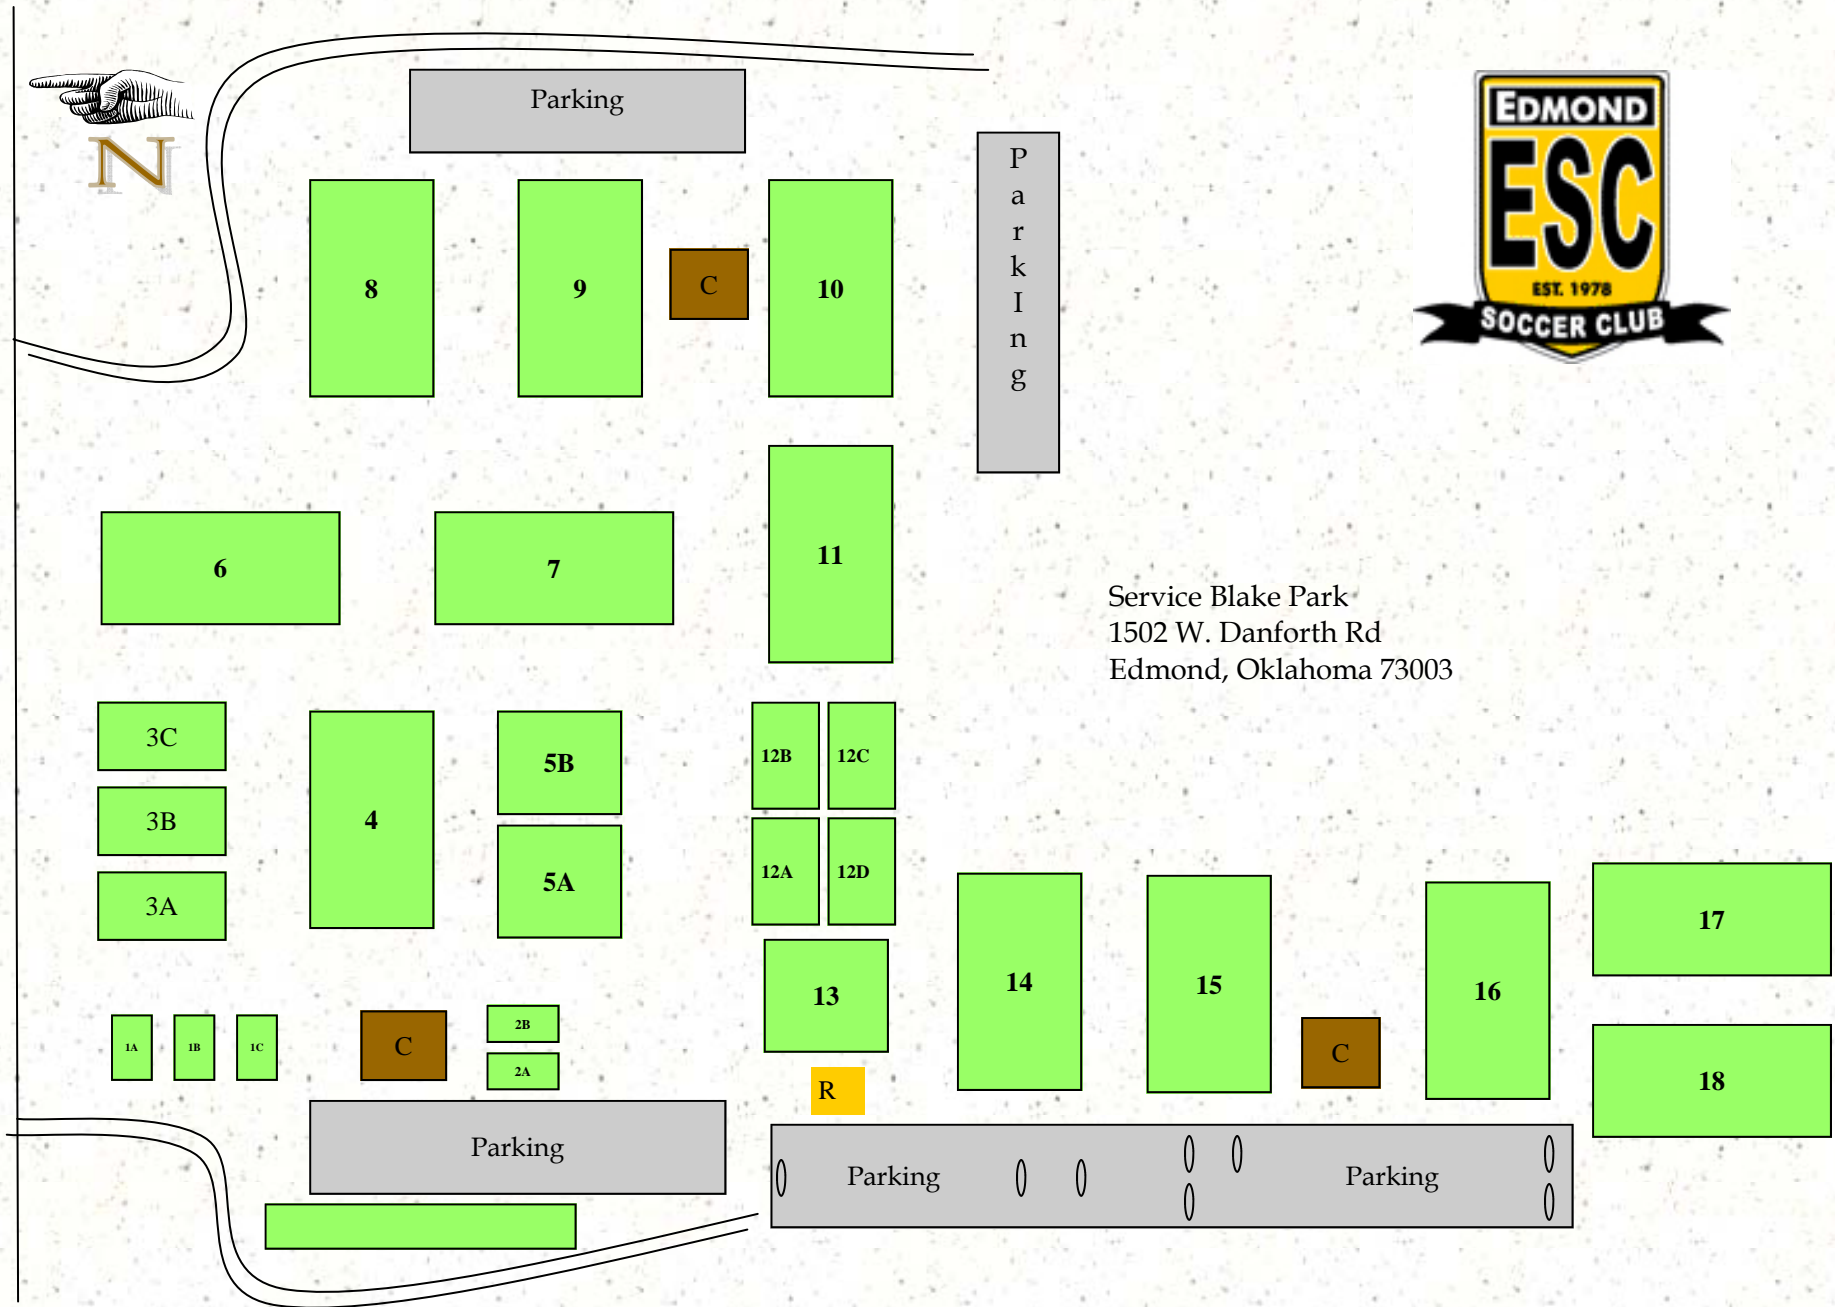 N
Parking
ParkIng
EDMOND
ESC
EST. 1978
SOCCER CLUB
8
9
C
10
6
7
11
Service Blake Park
1502 W. Danforth Rd
Edmond, Oklahoma 73003
3C
3B
3A
4
5B
5A
12B
12C
12A
12D
13
14
15
16
17
18
1A
1B
1C
C
2B
2A
R
C
Parking
Parking
Parking